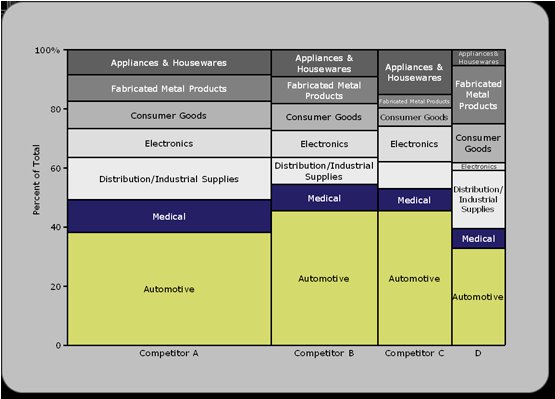 100%
80
60
40
20
0
Percent of Total
Appliances & Housewares
Fabricated Metal Products
Consumer Goods
Electronics
Distribution/Industrial Supplies
Medical
Automotive
Appliances &
Housewares
Fabricated Metal
Products
Consumer Goods
Electronics
Distribution/Industrial
Supplies
Medical
Automotive
Appliances &
Housewares
Fabricated Metal Products
Consumer Goods
Electronics
Medical
Automotive
Appliances&
Housewares
Fabricated
Metal
Products
Consumer
Goods
Electronics
Distribution/
Industrial
Supplies
Medical
Automotive
Competitor A
Competitor B
Competitor C
D